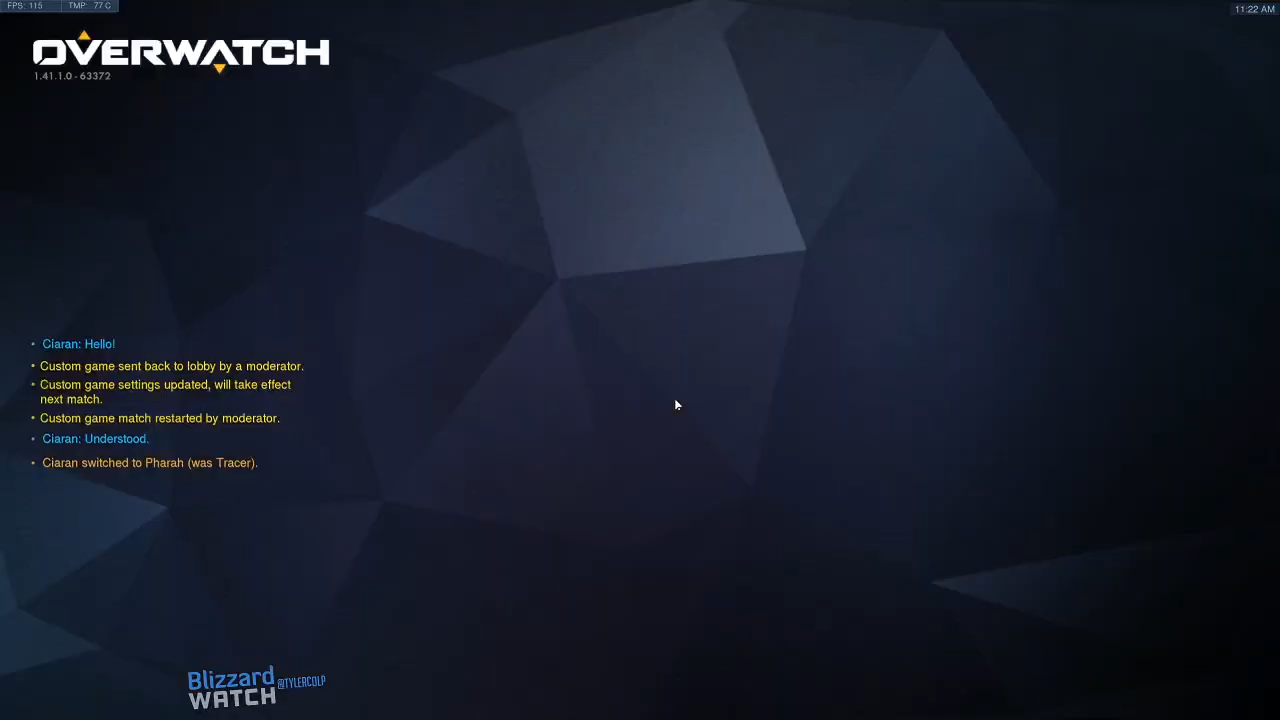 FPS: 115 TMP: 77 C
11:22 AM
OVERWATCH
1.41.1.0 - 63372
• Ciaran: Hello!
• Custom game sent back to lobby by a moderator.
• Custom game settings updated, will take effect
next match.
• Custom game match restarted by moderator.
• Ciaran: Understood.
• Ciaran switched to Pharah (was Tracer).
Blizzard
WATCH
@TYLERCOLP